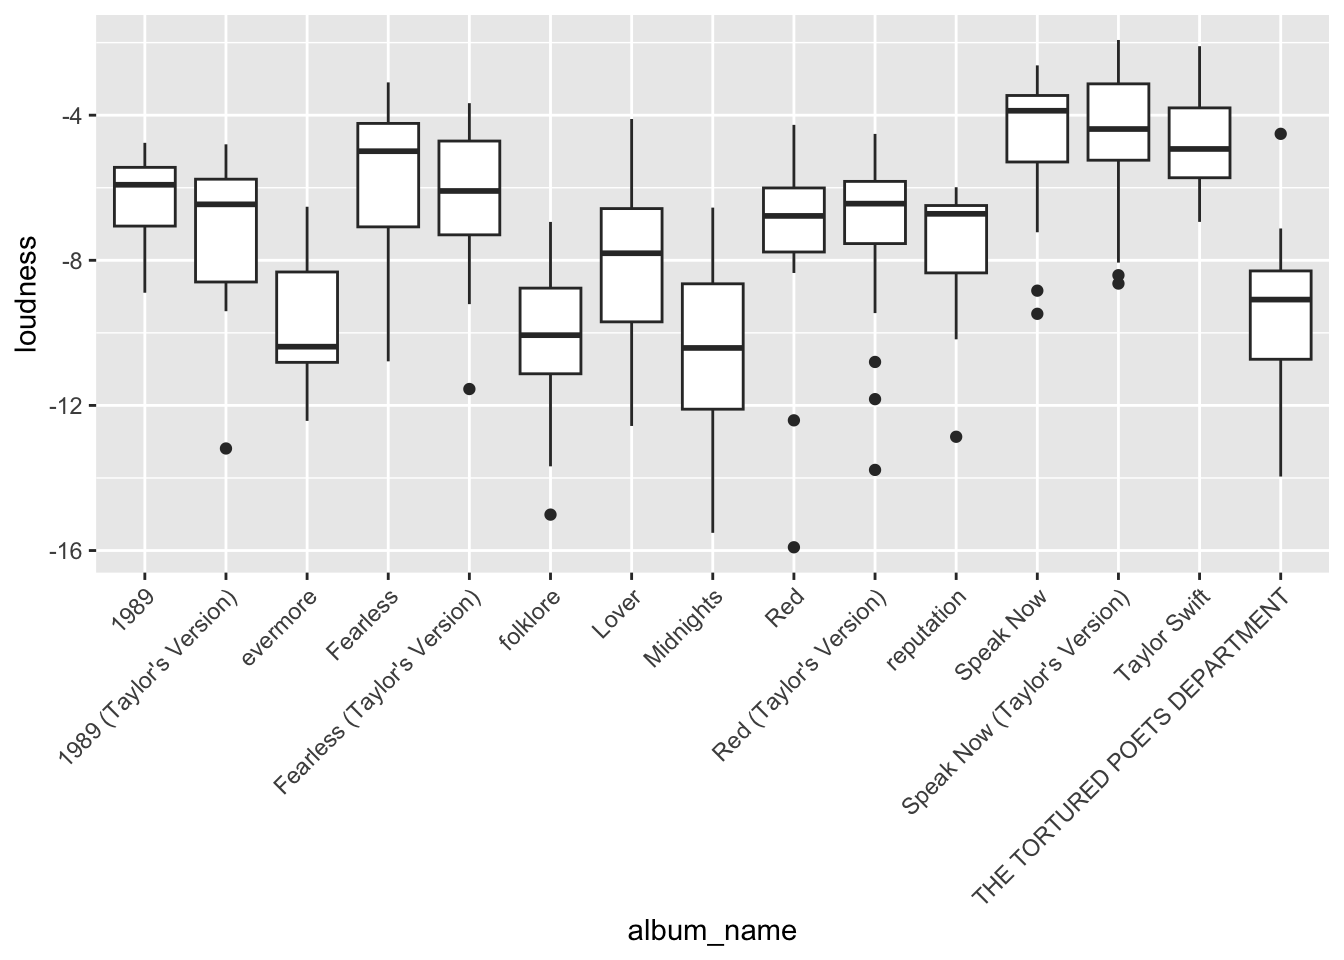 loudness
-4
-8
-12
-16
1989
1989 (Taylor's Version)
evermore
Fearless
Fearless (Taylor's Version)
folklore
Lover
Midnights
Red
Red (Taylor's Version)
reputation
Speak Now
Speak Now (Taylor's Version)
Taylor Swift
THE TORTURED POETS DEPARTMENT
album_name